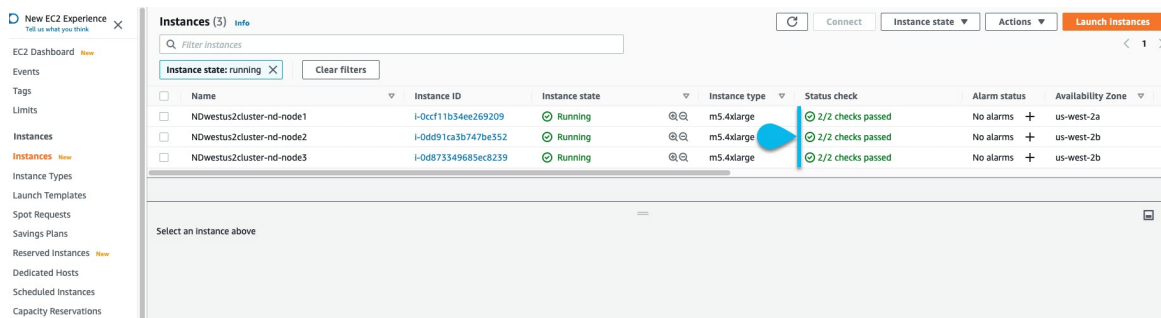 New EC2 Experience
Tell us what you think
EC2 Dashboard New
Events
Tags
Limits
Instances
Instances New
Instance Types
Launch Templates
Spot Requests
Savings Plans
Reserved Instances New
Dedicated Hosts
Scheduled Instances
Capacity Reservations
Instances (3) Info
Connect Instance state Actions Launch Instances
Filter instances
1
Instance state: running Clear filters
Name Instance ID Instance state Instance type Status check Alarm status Availability Zone
NDwestus2cluster-nd-node1 i-0ccf11b34ee269209 Running m5.4xlarge 2/2 checks passed No alarms + us-west-2a
NDwestus2cluster-nd-node2 i-0dd91ca3b747be352 Running m5.4xlarge 2/2 checks passed No alarms + us-west-2b
NDwestus2cluster-nd-node3 i-0d873349685ec8239 Running m5.4xlarge 2/2 checks passed No alarms + us-west-2b
Select an instance above